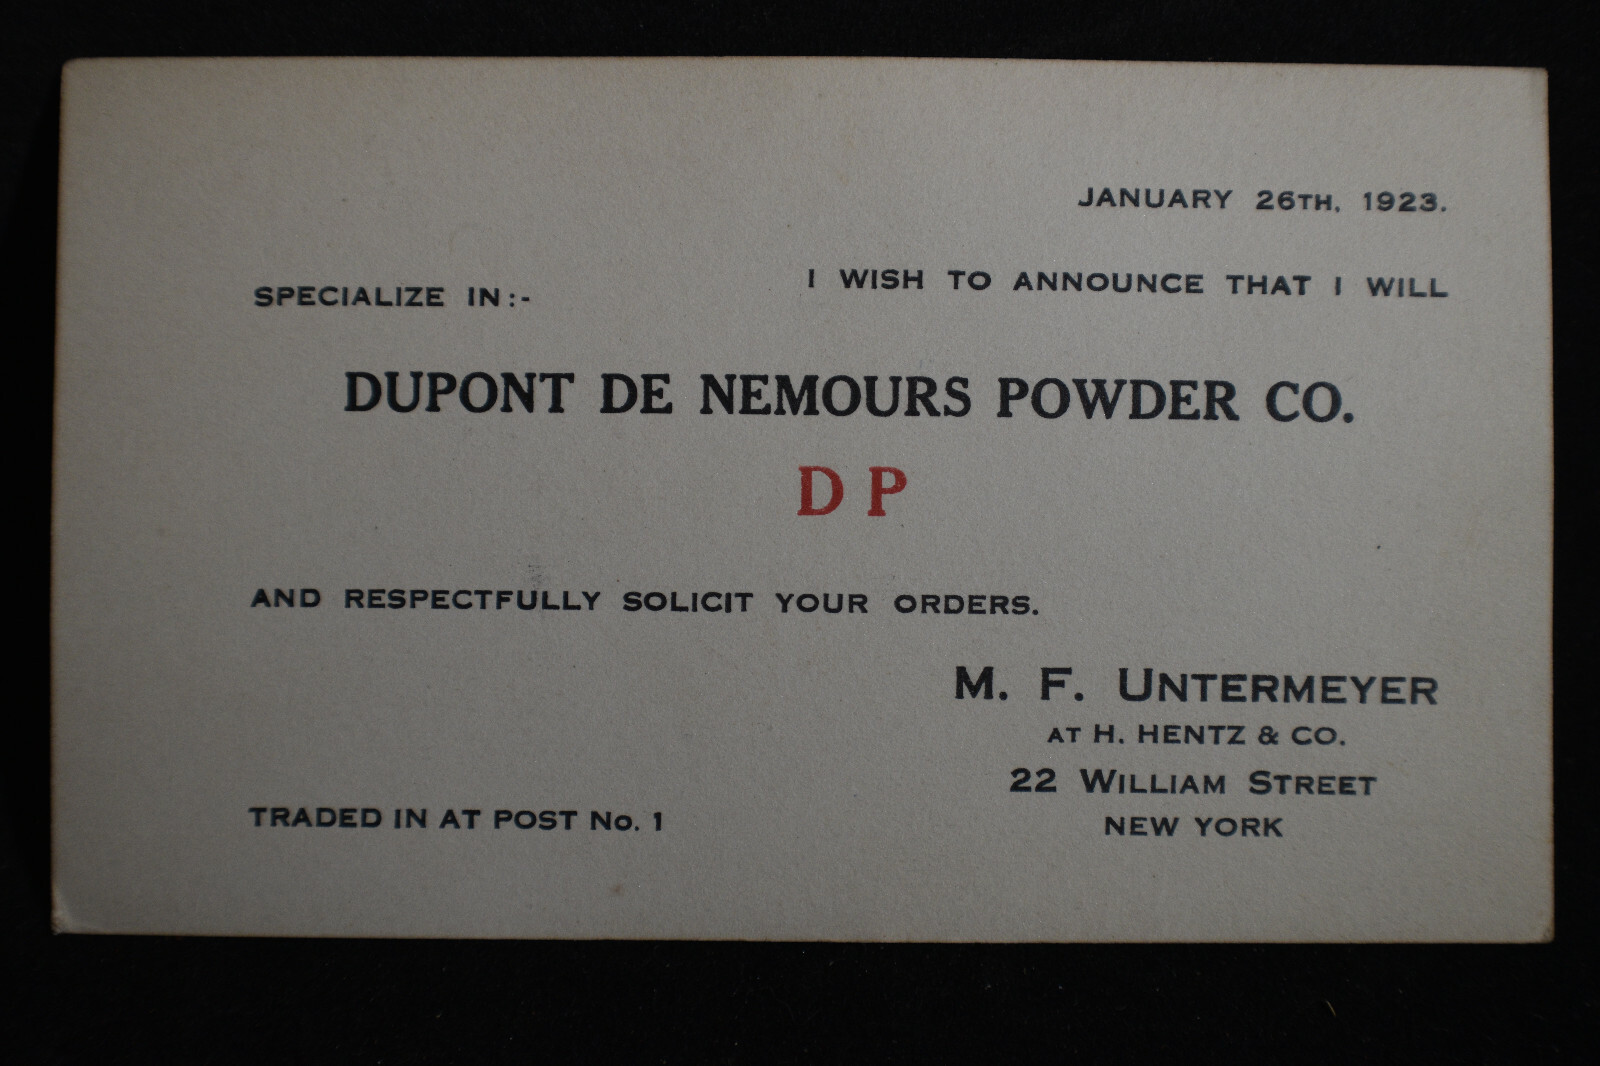 JANUARY 26TH, 1923.
I WISH TO ANNOUNCE THAT I WILL
SPECIALIZE IN:-
DUPONT DE NEMOURS POWDER CO.
D P
AND RESPECTFULLY SOLICIT YOUR ORDERS.
M. F. UNTERMEYER
AT H. HENTZ & CO.
22 WILLIAM STREET
NEW YORK
TRADED IN AT POST No. 1